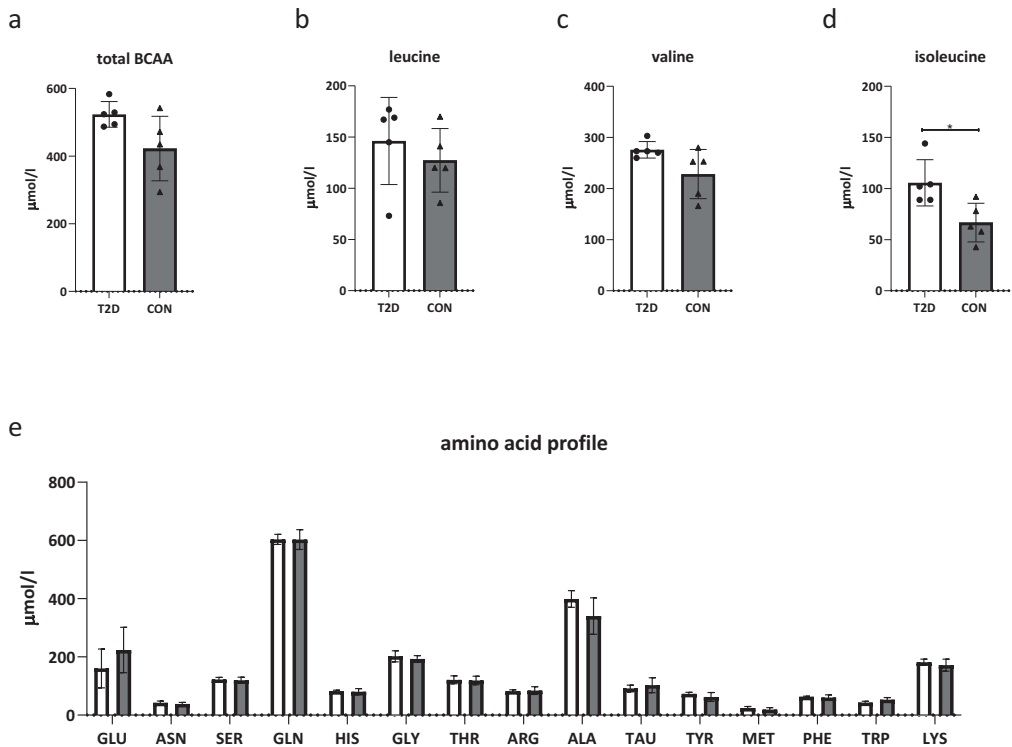 a
total BCAA
600
400
200
0
µmol/l
T2D
CON
b
leucine
200
150
100
50
0
µmol/l
T2D
CON
c
valine
400
300
200
100
0
µmol/l
T2D
CON
d
isoleucine
200
150
100
50
0
µmol/l
*
T2D
CON
e
amino acid profile
800
600
400
200
0
µmol/l
GLU ASN SER GLN HIS GLY THR ARG ALA TAU TYR MET PHE TRP LYS